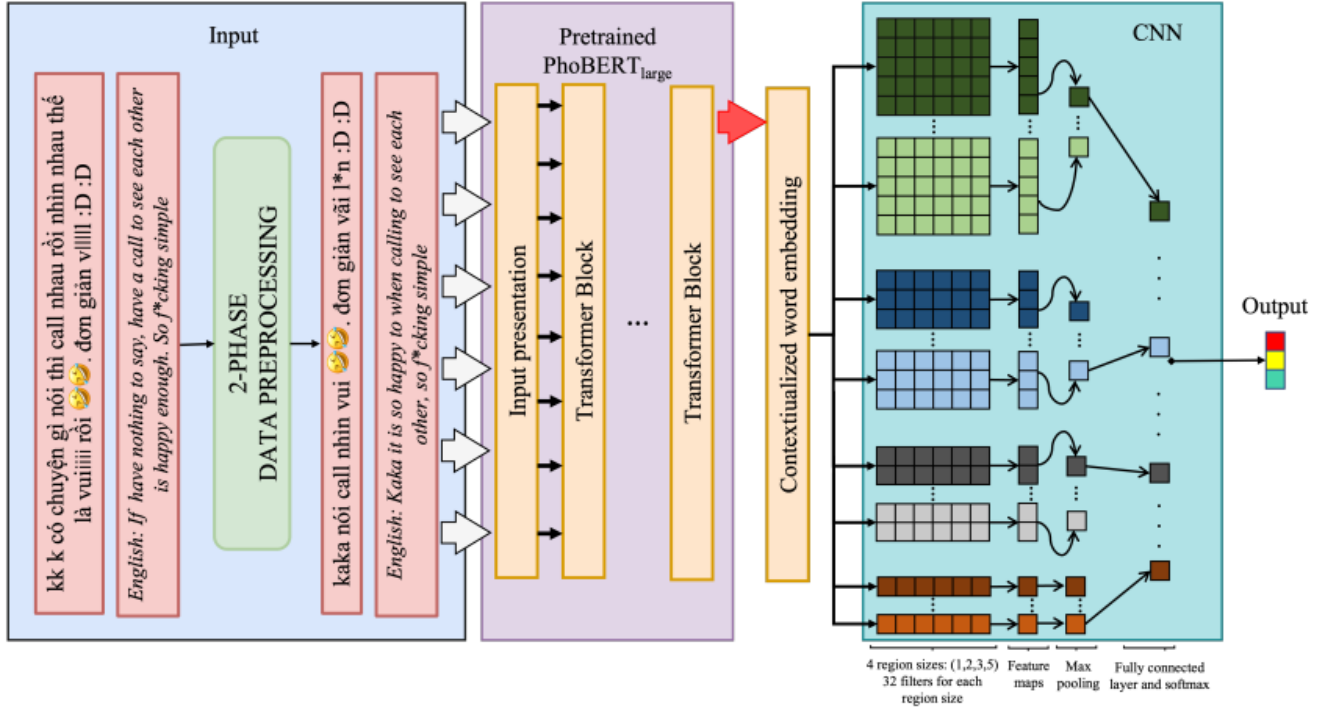 Input
kk k có chuyện gì nói thì call nhau rồi nhìn nhau thế
là vuiiiii rồi 🤣🤣. đơn giản vlllll :D :D
English: If have nothing to say, have a call to see each other
is happy enough. So f*cking simple
2-PHASE
DATA PREPROCESSING
kaka nói call nhìn vui 🤣🤣. đơn giản vãi l*n :D :D
English: Kaka it is so happy to when calling to see each
other, so f*cking simple
Pretrained
PhoBERTlarge
Input presentation
Transformer Block
...
Transformer Block
Contextiualized word embedding
CNN
Output
4 region sizes: (1,2,3,5)
32 filters for each
region size
Feature
maps
Max
pooling
Fully connected
layer and softmax